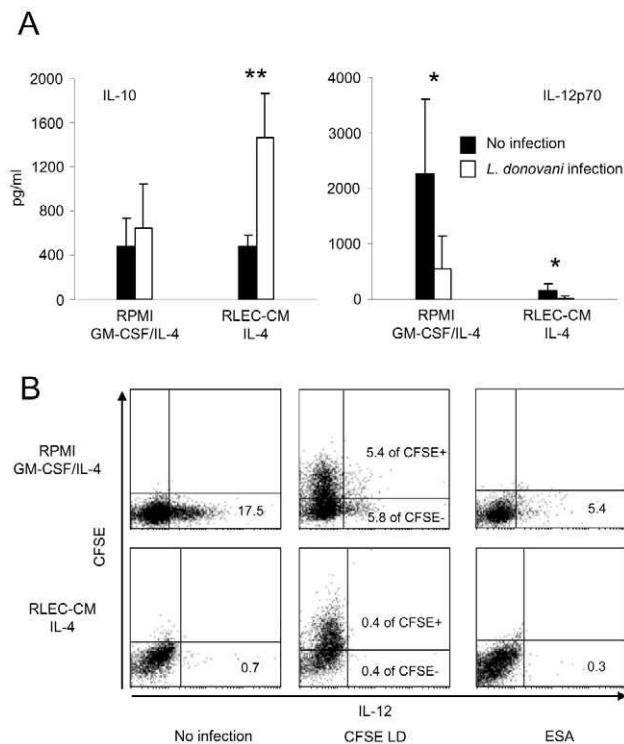 A
IL-10
**
pg/ml
2000
1600
1200
800
400
0
RPMI
GM-CSF/IL-4
RLEC-CM
IL-4
IL-12p70
*
*
No infection
L. donovani infection
4000
3000
2000
1000
0
RPMI
GM-CSF/IL-4
RLEC-CM
IL-4
B
CFSE
RPMI
GM-CSF/IL-4
17.5
5.4 of CFSE+
5.8 of CFSE-
5.4
RLEC-CM
IL-4
0.7
0.4 of CFSE+
0.4 of CFSE-
0.3
IL-12
No infection
CFSE LD
ESA